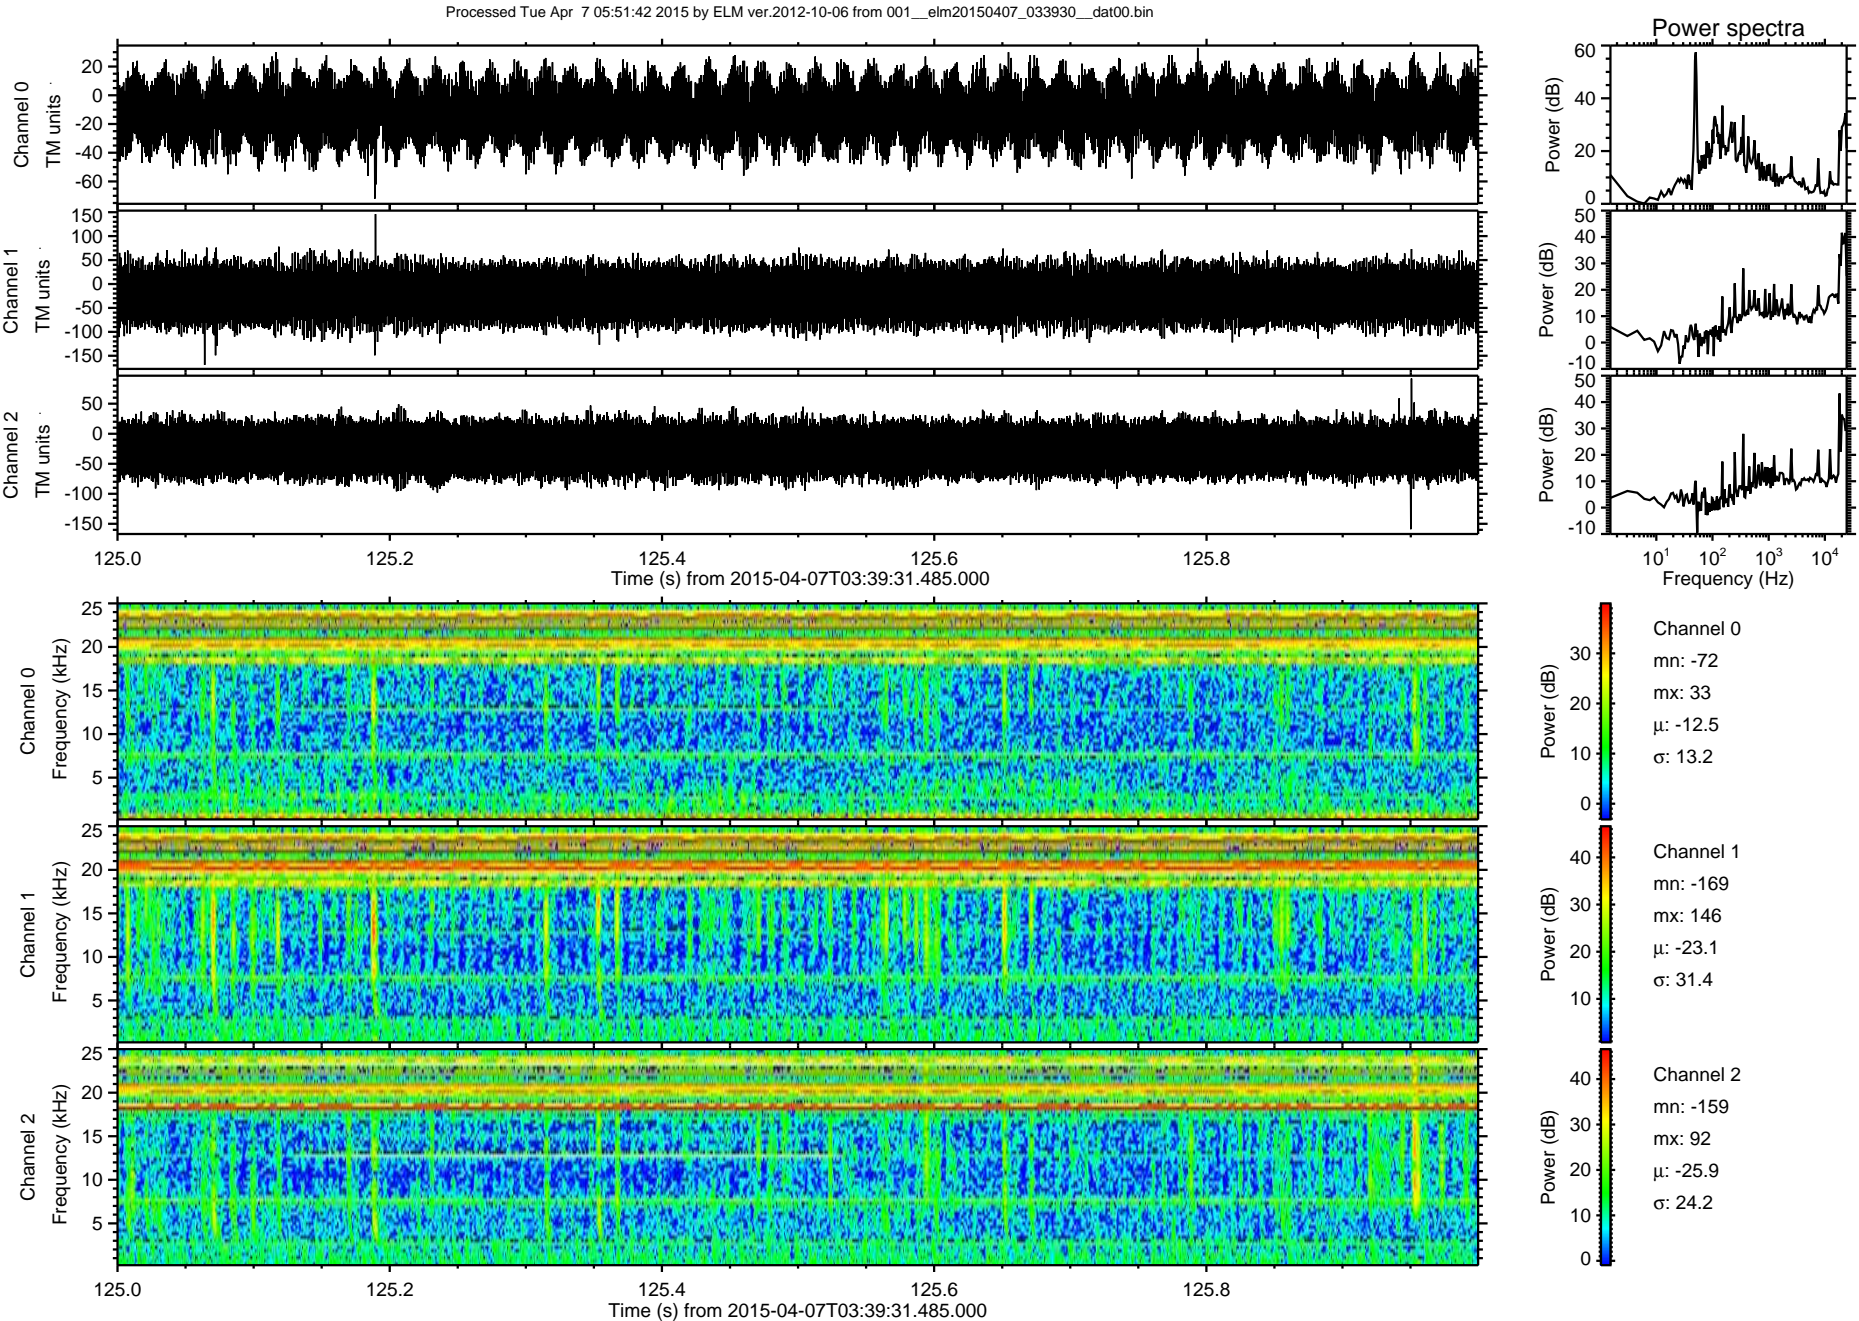 Processed Tue Apr  7 05:51:42 2015 by ELM ver.2012-10-06 from 001__elm20150407_033930__dat00.bin
Power spectra
Channel 0
TM units
20
0
-20
-40
-60
Power (dB)
60
40
20
0
Channel 1
TM units
150
100
50
0
-50
-100
-150
Power (dB)
50
40
30
20
10
0
-10
Channel 2
TM units
50
0
-50
-100
-150
Power (dB)
50
40
30
20
10
0
-10
125.0 125.2 125.4 125.6 125.8
Time (s) from 2015-04-07T03:39:31.485.000
10¹ 10² 10³ 10⁴
Frequency (Hz)
Channel 0
Frequency (kHz)
25
20
15
10
5
Power (dB)
30
20
10
0
Channel 0
mn: -72
mx: 33
μ: -12.5
σ: 13.2
Channel 1
Frequency (kHz)
25
20
15
10
5
Power (dB)
40
30
20
10
Channel 1
mn: -169
mx: 146
μ: -23.1
σ: 31.4
Channel 2
Frequency (kHz)
25
20
15
10
5
Power (dB)
40
30
20
10
0
Channel 2
mn: -159
mx: 92
μ: -25.9
σ: 24.2
125.0 125.2 125.4 125.6 125.8
Time (s) from 2015-04-07T03:39:31.485.000